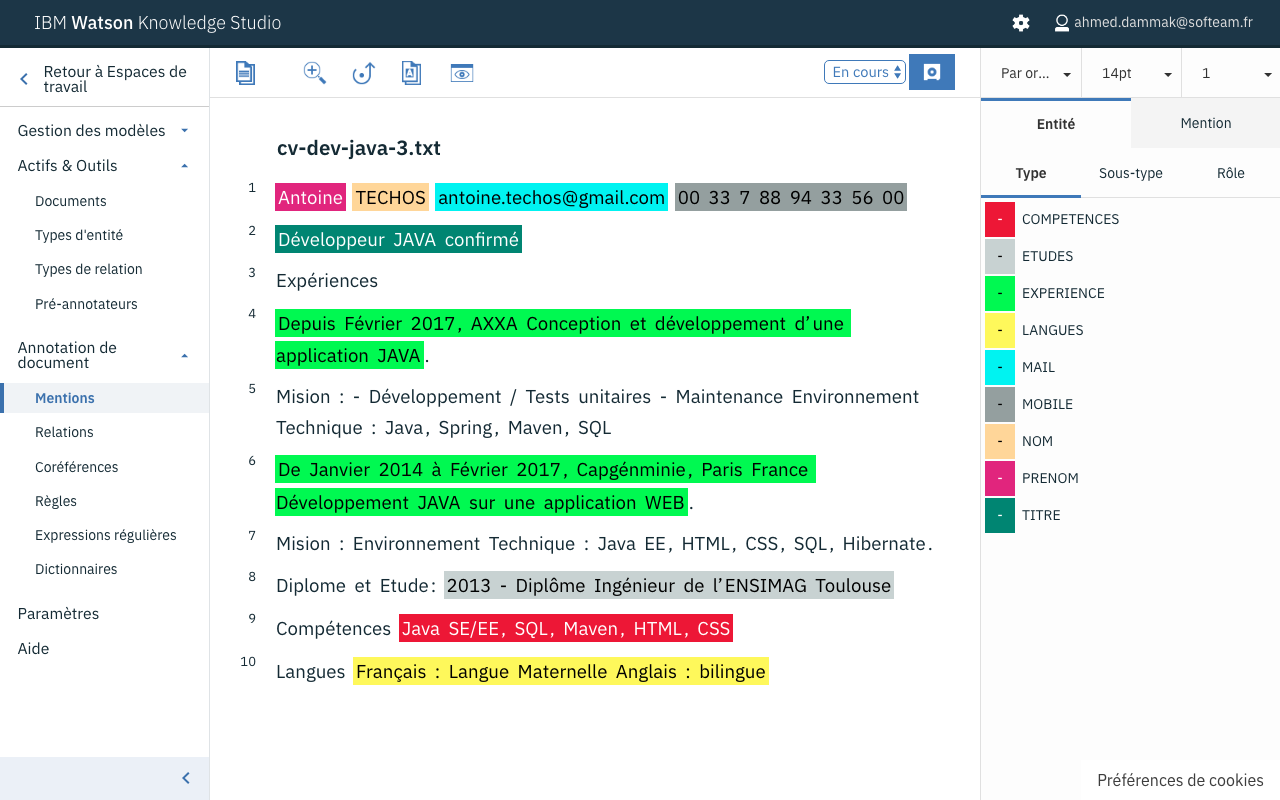 IBM Watson Knowledge Studio
ahmed.dammak@softeam.fr
Retour à Espaces de
travail
Gestion des modèles
Actifs & Outils
Documents
Types d'entité
Types de relation
Pré-annotateurs
Annotation de
document
Mentions
Relations
Coréférences
Règles
Expressions régulières
Dictionnaires
Paramètres
Aide
En cours
cv-dev-java-3.txt
1 Antoine TECHOS antoine.techos@gmail.com 00 33 7 88 94 33 56 00
2 Développeur JAVA confirmé
3 Expériences
4 Depuis Février 2017, AXXA Conception et développement d’une
application JAVA.
5 Mision : - Développement / Tests unitaires - Maintenance Environnement
Technique : Java, Spring, Maven, SQL
6 De Janvier 2014 à Février 2017, Capgénminie, Paris France
Développement JAVA sur une application WEB.
7 Mision : Environnement Technique : Java EE, HTML, CSS, SQL, Hibernate.
8 Diplome et Etude: 2013 - Diplôme Ingénieur de l’ENSIMAG Toulouse
9 Compétences Java SE/EE, SQL, Maven, HTML, CSS
10 Langues Français : Langue Maternelle Anglais : bilingue
Par or... 14pt 1
Entité Mention
Type Sous-type Rôle
- COMPETENCES
- ETUDES
- EXPERIENCE
- LANGUES
- MAIL
- MOBILE
- NOM
- PRENOM
- TITRE
Préférences de cookies